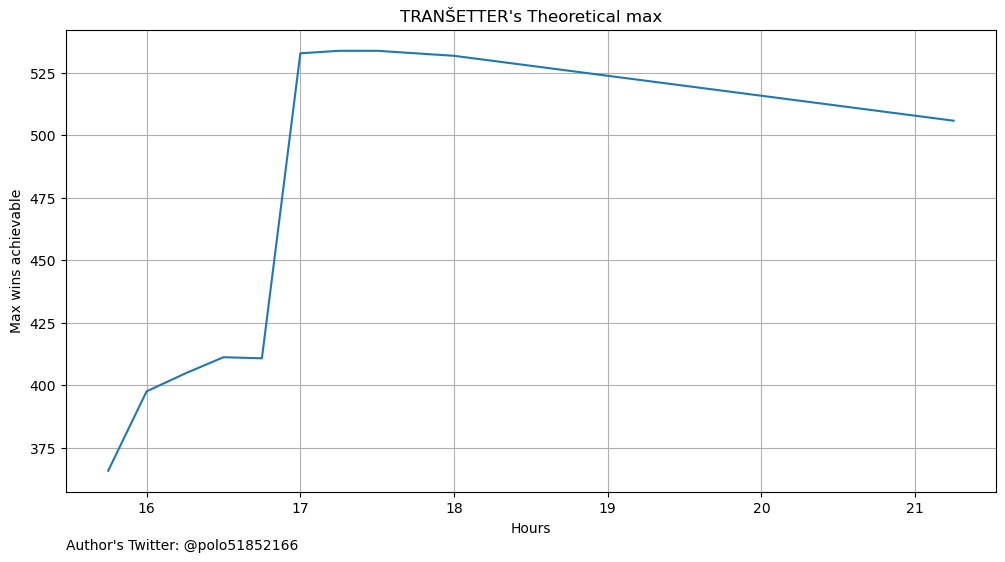 TRANŠETTER's Theoretical max
Max wins achievable
525
500
475
450
425
400
375
16 17 18 19 20 21
Hours
Author's Twitter: @polo51852166